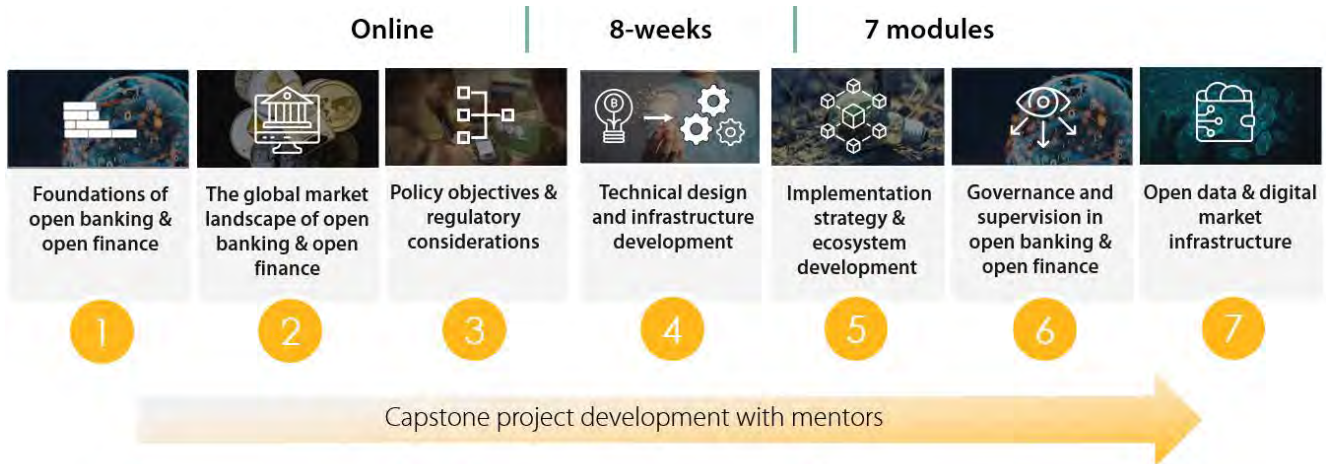 Online
8-weeks
7 modules
Foundations of
open banking &
open finance
The global market
landscape of open
banking & open
finance
Policy objectives &
regulatory
considerations
Technical design
and infrastructure
development
Implementation
strategy &
ecosystem
development
Governance and
supervision in
open banking &
open finance
Open data & digital
market
infrastructure
1
2
3
4
5
6
7
Capstone project development with mentors